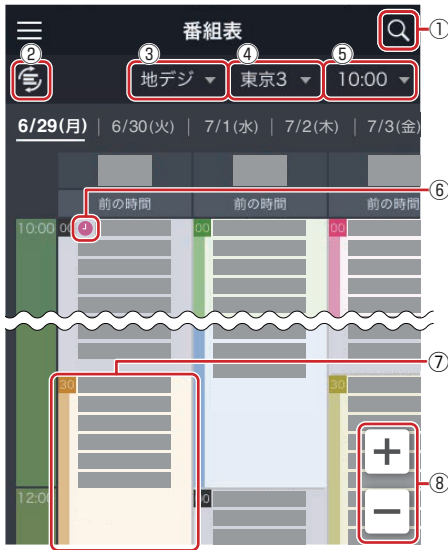 番組表
①
②
③
④
⑤
地デジ
東京3
10:00
6/29(月) | 6/30(火) | 7/1(水) | 7/2(木) | 7/3(金)
前の時間
前の時間
前の時間
⑥
10:00
00
00
00
⑦
30
30
30
+
−
⑧
12:00
00